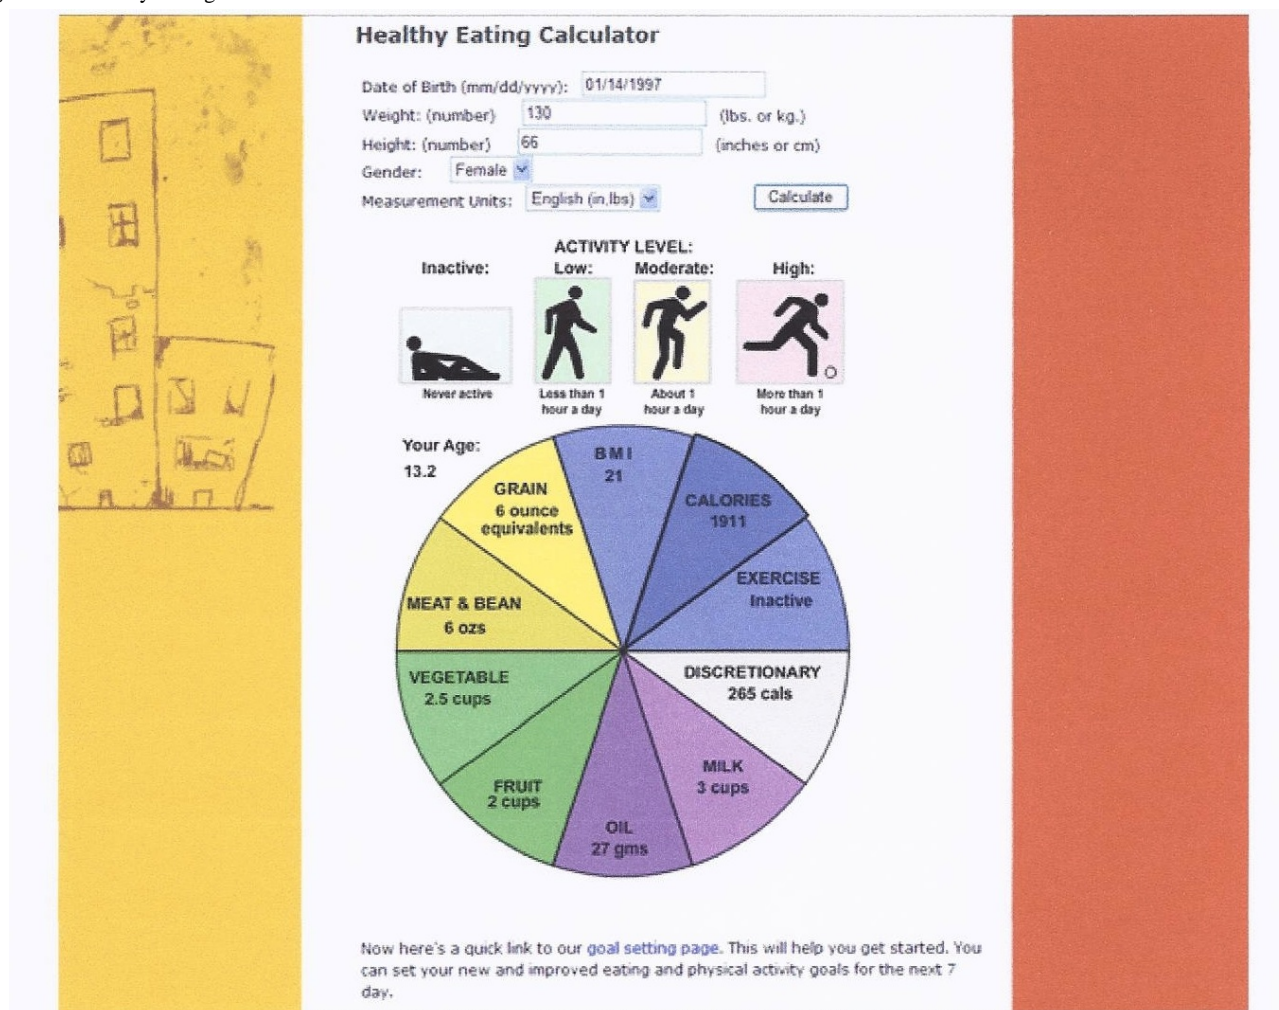 Healthy Eating Calculator
Date of Birth (mm/dd/yyyy): 01/14/1997
Weight: (number) 130 (lbs. or kg.)
Height: (number) 66 (inches or cm)
Gender: Female
Measurement Units: English (in,lbs) Calculate
ACTIVITY LEVEL:
Inactive: Low: Moderate: High:
Never active Less than 1 About 1 More than 1
hour a day hour a day hour a day
Your Age:
13.2
BMI
21
CALORIES
1911
EXERCISE
Inactive
DISCRETIONARY
265 cals
MILK
3 cups
OIL
27 gms
FRUIT
2 cups
VEGETABLE
2.5 cups
MEAT & BEAN
6 ozs
GRAIN
6 ounce
equivalents
Now here's a quick link to our goal setting page. This will help you get started. You
can set your new and improved eating and physical activity goals for the next 7
day.